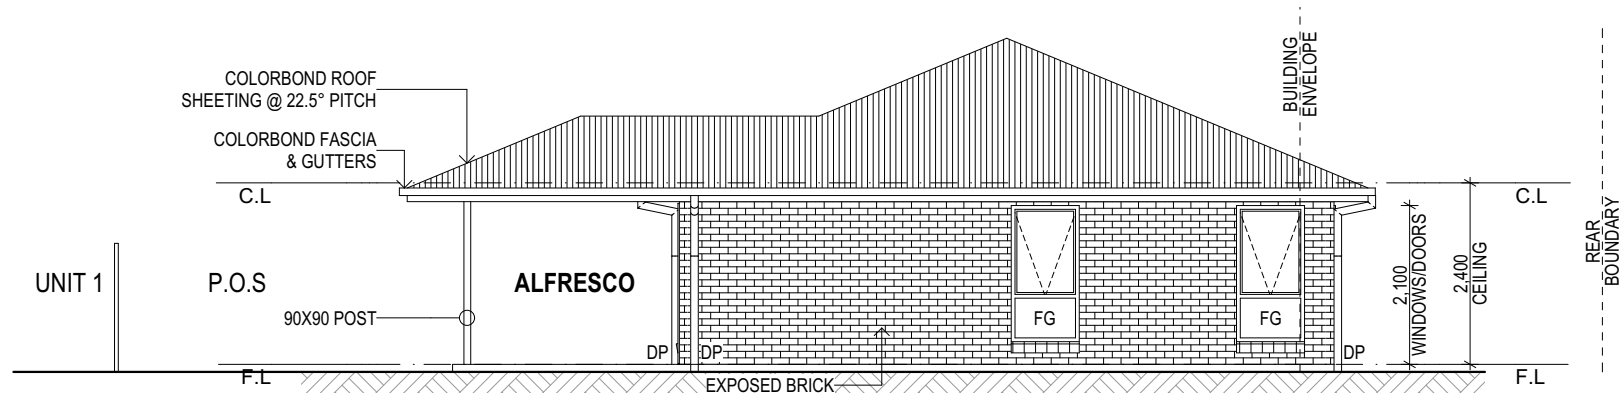 COLORBOND ROOF
SHEETING @ 22.5° PITCH
COLORBOND FASCIA
& GUTTERS
C.L
UNIT 1
P.O.S
ALFRESCO
90X90 POST
F.L
DP
DP
EXPOSED BRICK
FG
FG
DP
BUILDING
ENVELOPE
2,100
WINDOWS/DOORS
2,400
CEILING
C.L
F.L
REAR
BOUNDARY